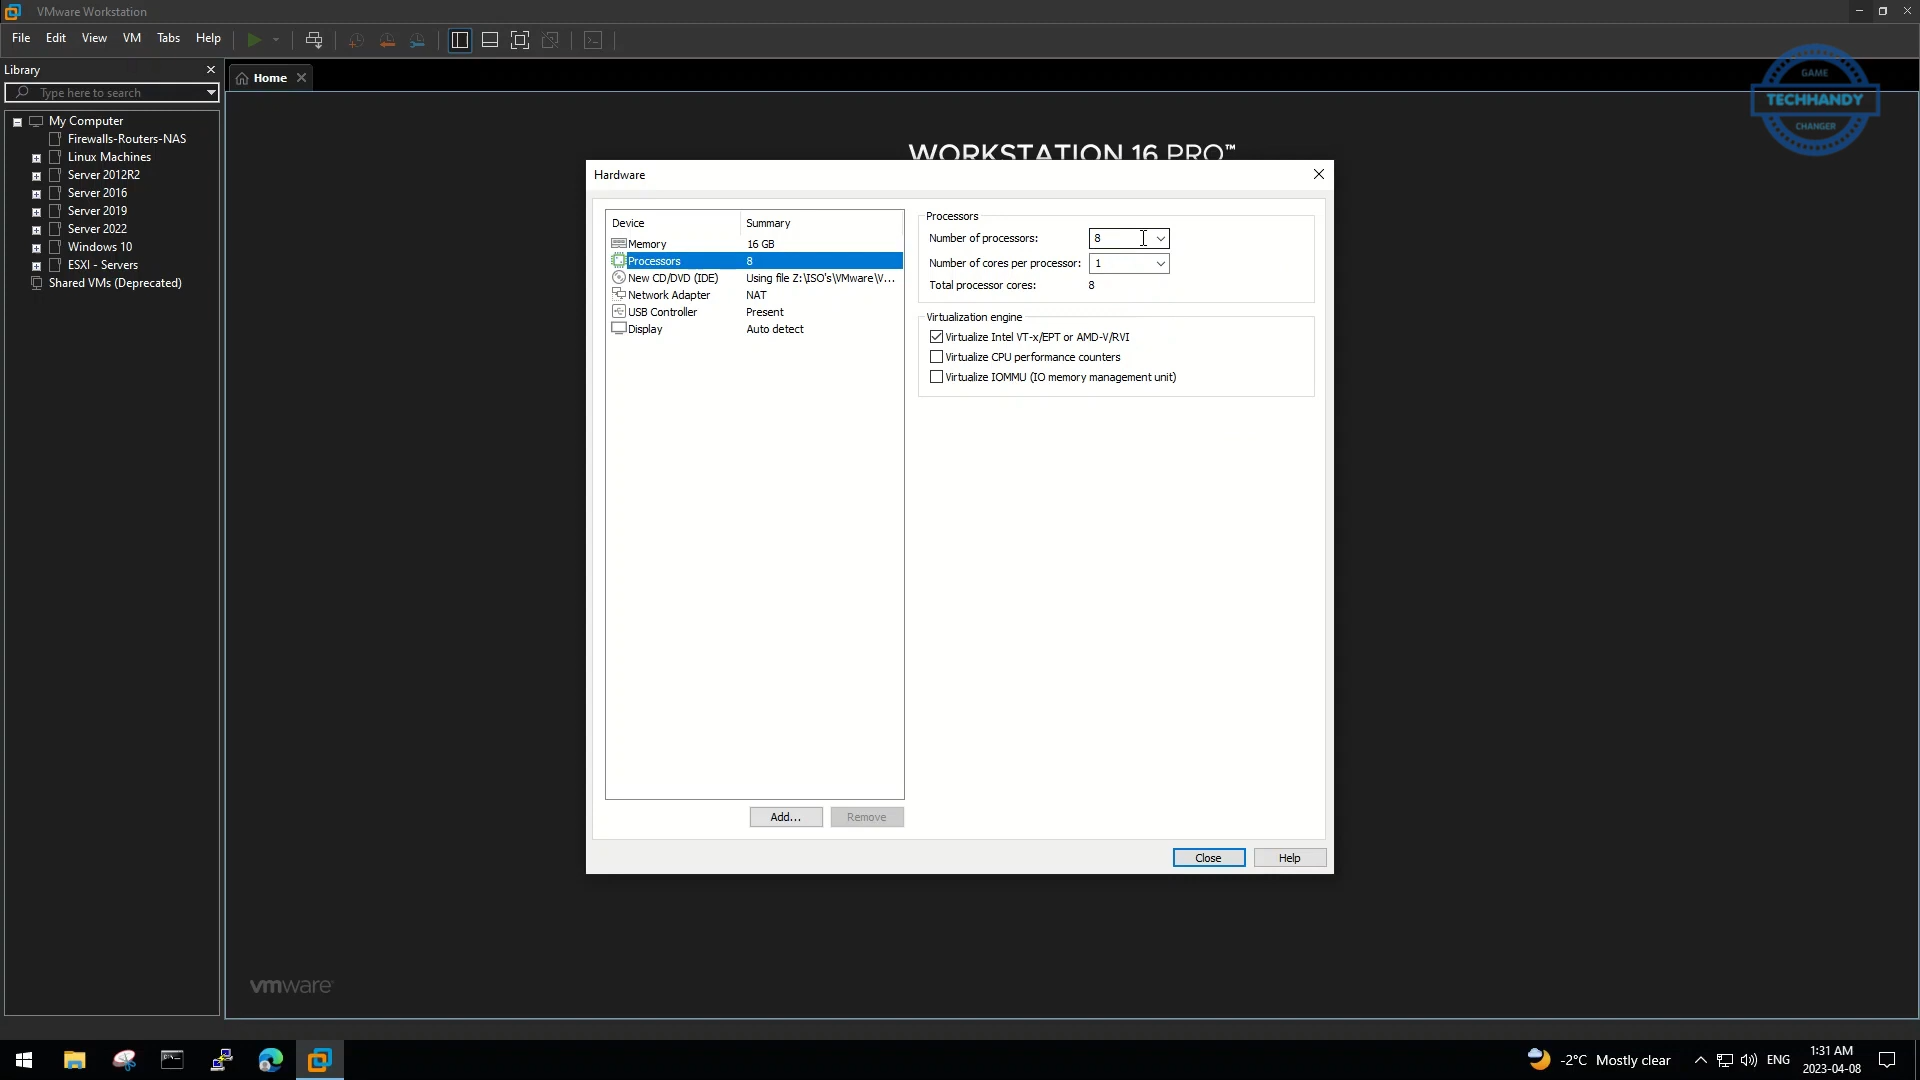 VMware Workstation
File Edit View VM Tabs Help
Library
Type here to search
Home
My Computer
Firewalls-Routers-NAS
Linux Machines
Server 2012R2
Server 2016
Server 2019
Server 2022
Windows 10
ESXI - Servers
Shared VMs (Deprecated)
GAME
TECHHANDY
CHANGER
WORKSTATION 16 PRO™
Hardware
Device Summary
Memory 16 GB
Processors 8
New CD/DVD (IDE) Using file Z:\ISO's\VMware\V...
Network Adapter NAT
USB Controller Present
Display Auto detect
Add... Remove
Processors
Number of processors: 8
Number of cores per processor: 1
Total processor cores: 8
Virtualization engine
Virtualize Intel VT-x/EPT or AMD-V/RVI
Virtualize CPU performance counters
Virtualize IOMMU (IO memory management unit)
Close Help
vmware
-2°C Mostly clear ENG 1:31 AM
2023-04-08